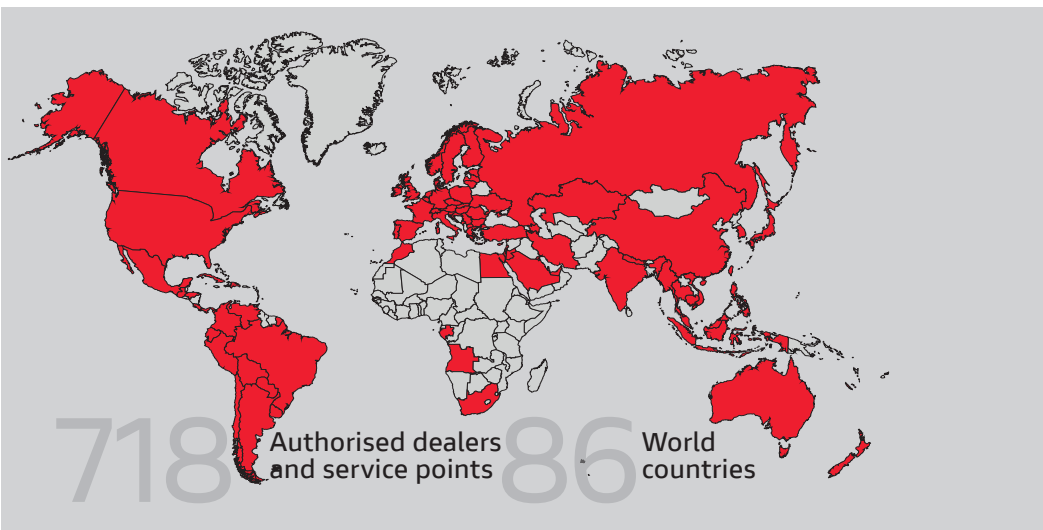 718
Authorised dealers
and service points
86
World
countries